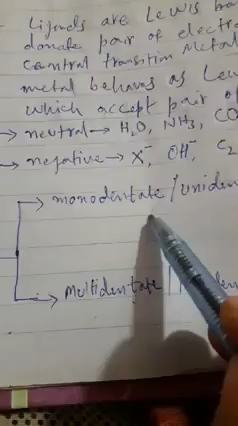 Ligands are Lewis ba
donate pair of electr
central transition metal
metal behaves as Lew
which accept pair of
→ neutral → H₂O, NH₃, CO
→ negative → X⁻, OH⁻, C₂
→ monodentate / uniden
→ Multidentate /